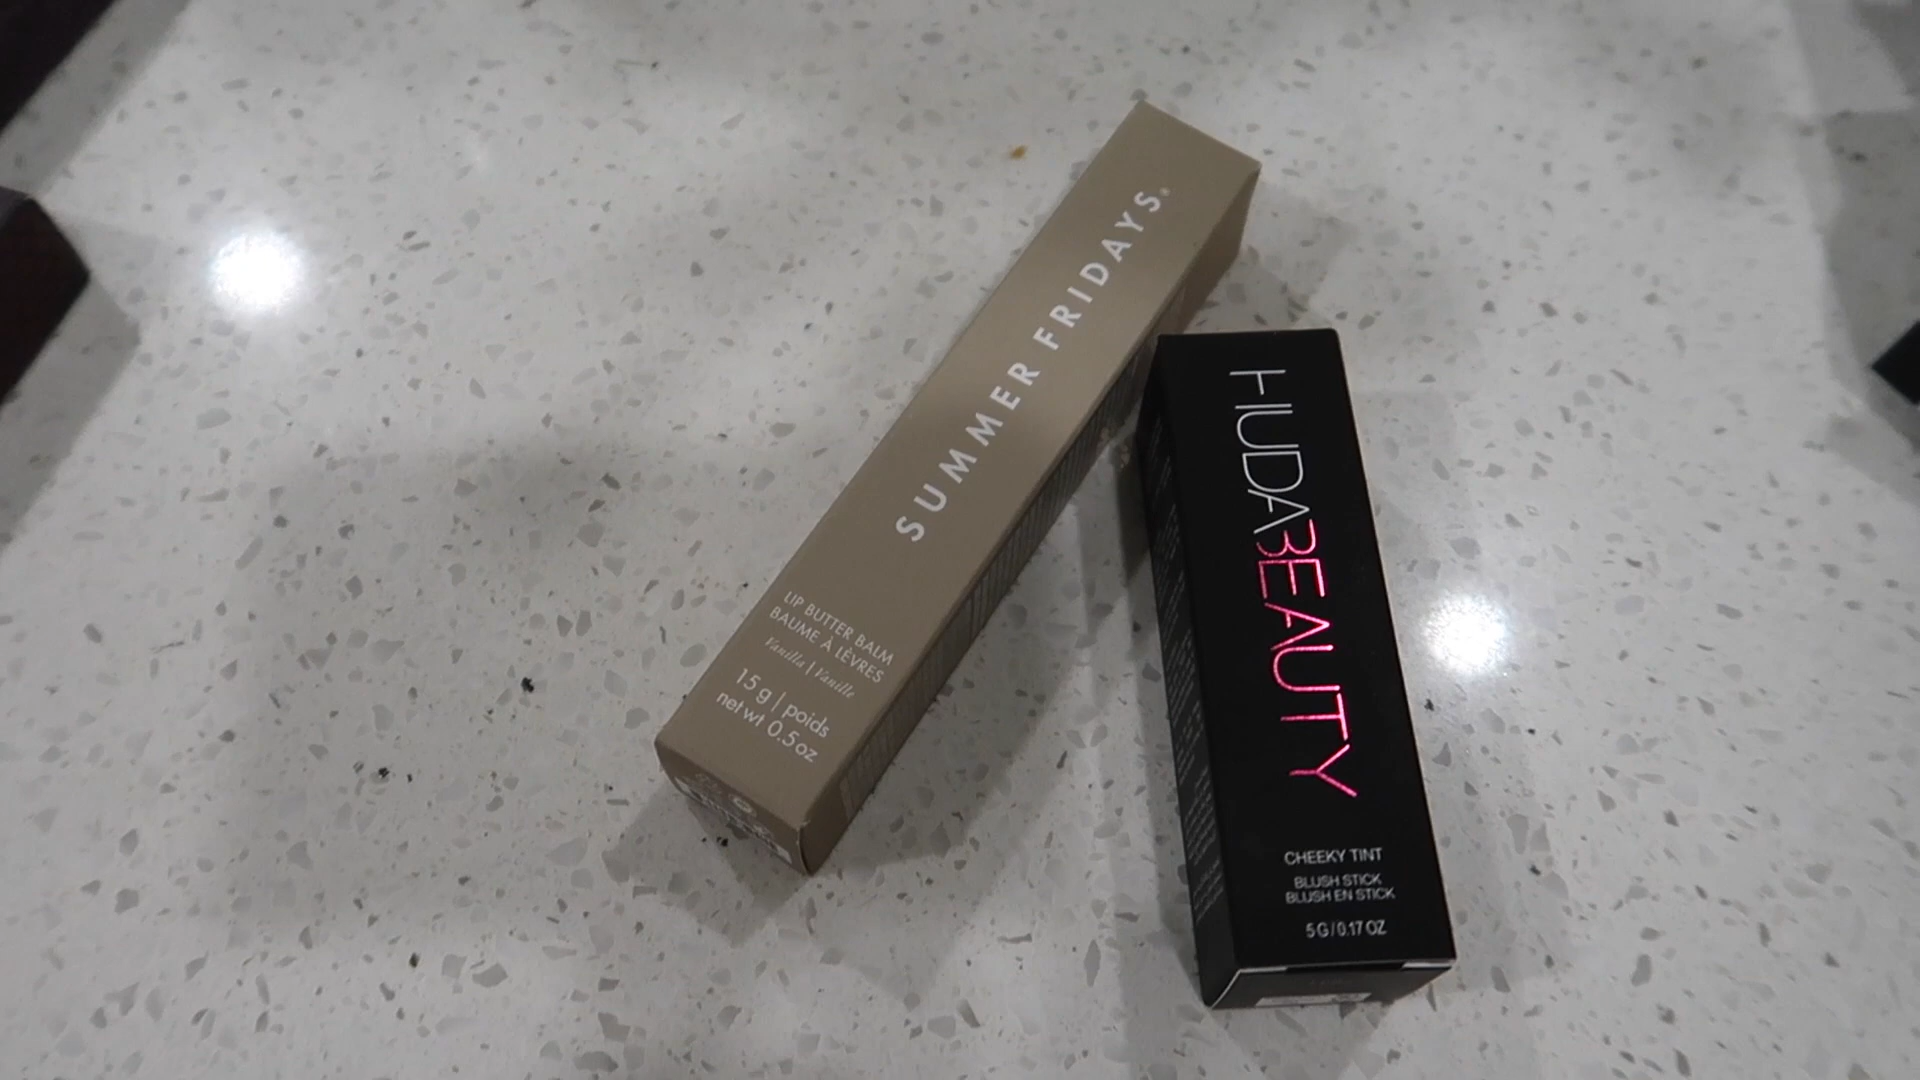 SUMMER FRIDAYS®
LIP BUTTER BALM
BAUME À LÈVRES
Vanilla | Vanille
15 g | poids
net wt 0.5 oz
HUDABEAUTY
CHEEKY TINT
BLUSH STICK
BLUSH EN STICK
5 G / 0.17 OZ